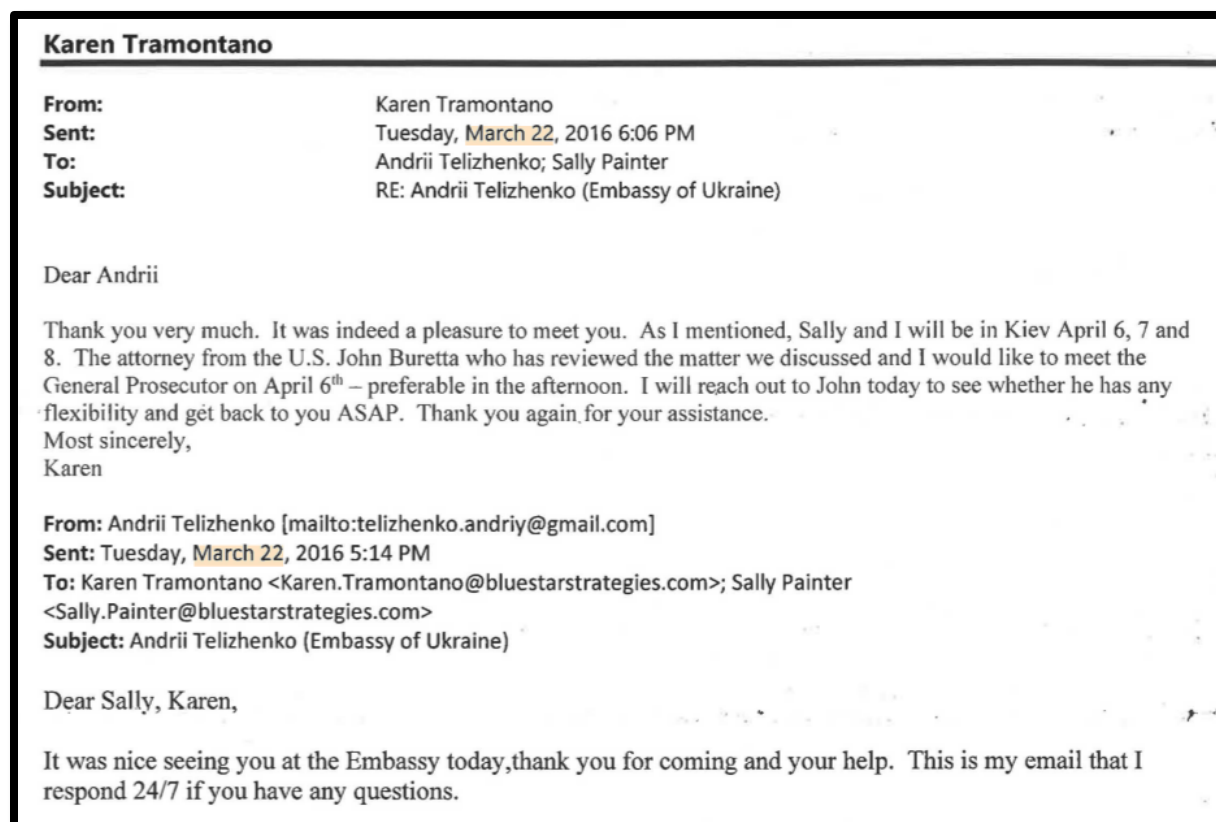 Karen Tramontano
From: Karen Tramontano
Sent: Tuesday, March 22, 2016 6:06 PM
To: Andrii Telizhenko; Sally Painter
Subject: RE: Andrii Telizhenko (Embassy of Ukraine)
Dear Andrii
Thank you very much. It was indeed a pleasure to meet you. As I mentioned, Sally and I will be in Kiev April 6, 7 and
8. The attorney from the U.S. John Buretta who has reviewed the matter we discussed and I would like to meet the
General Prosecutor on April 6th – preferable in the afternoon. I will reach out to John today to see whether he has any
flexibility and get back to you ASAP. Thank you again for your assistance.
Most sincerely,
Karen
From: Andrii Telizhenko [mailto:telizhenko.andriy@gmail.com]
Sent: Tuesday, March 22, 2016 5:14 PM
To: Karen Tramontano <Karen.Tramontano@bluestarstrategies.com>; Sally Painter
<Sally.Painter@bluestarstrategies.com>
Subject: Andrii Telizhenko (Embassy of Ukraine)
Dear Sally, Karen,
It was nice seeing you at the Embassy today,thank you for coming and your help. This is my email that I
respond 24/7 if you have any questions.